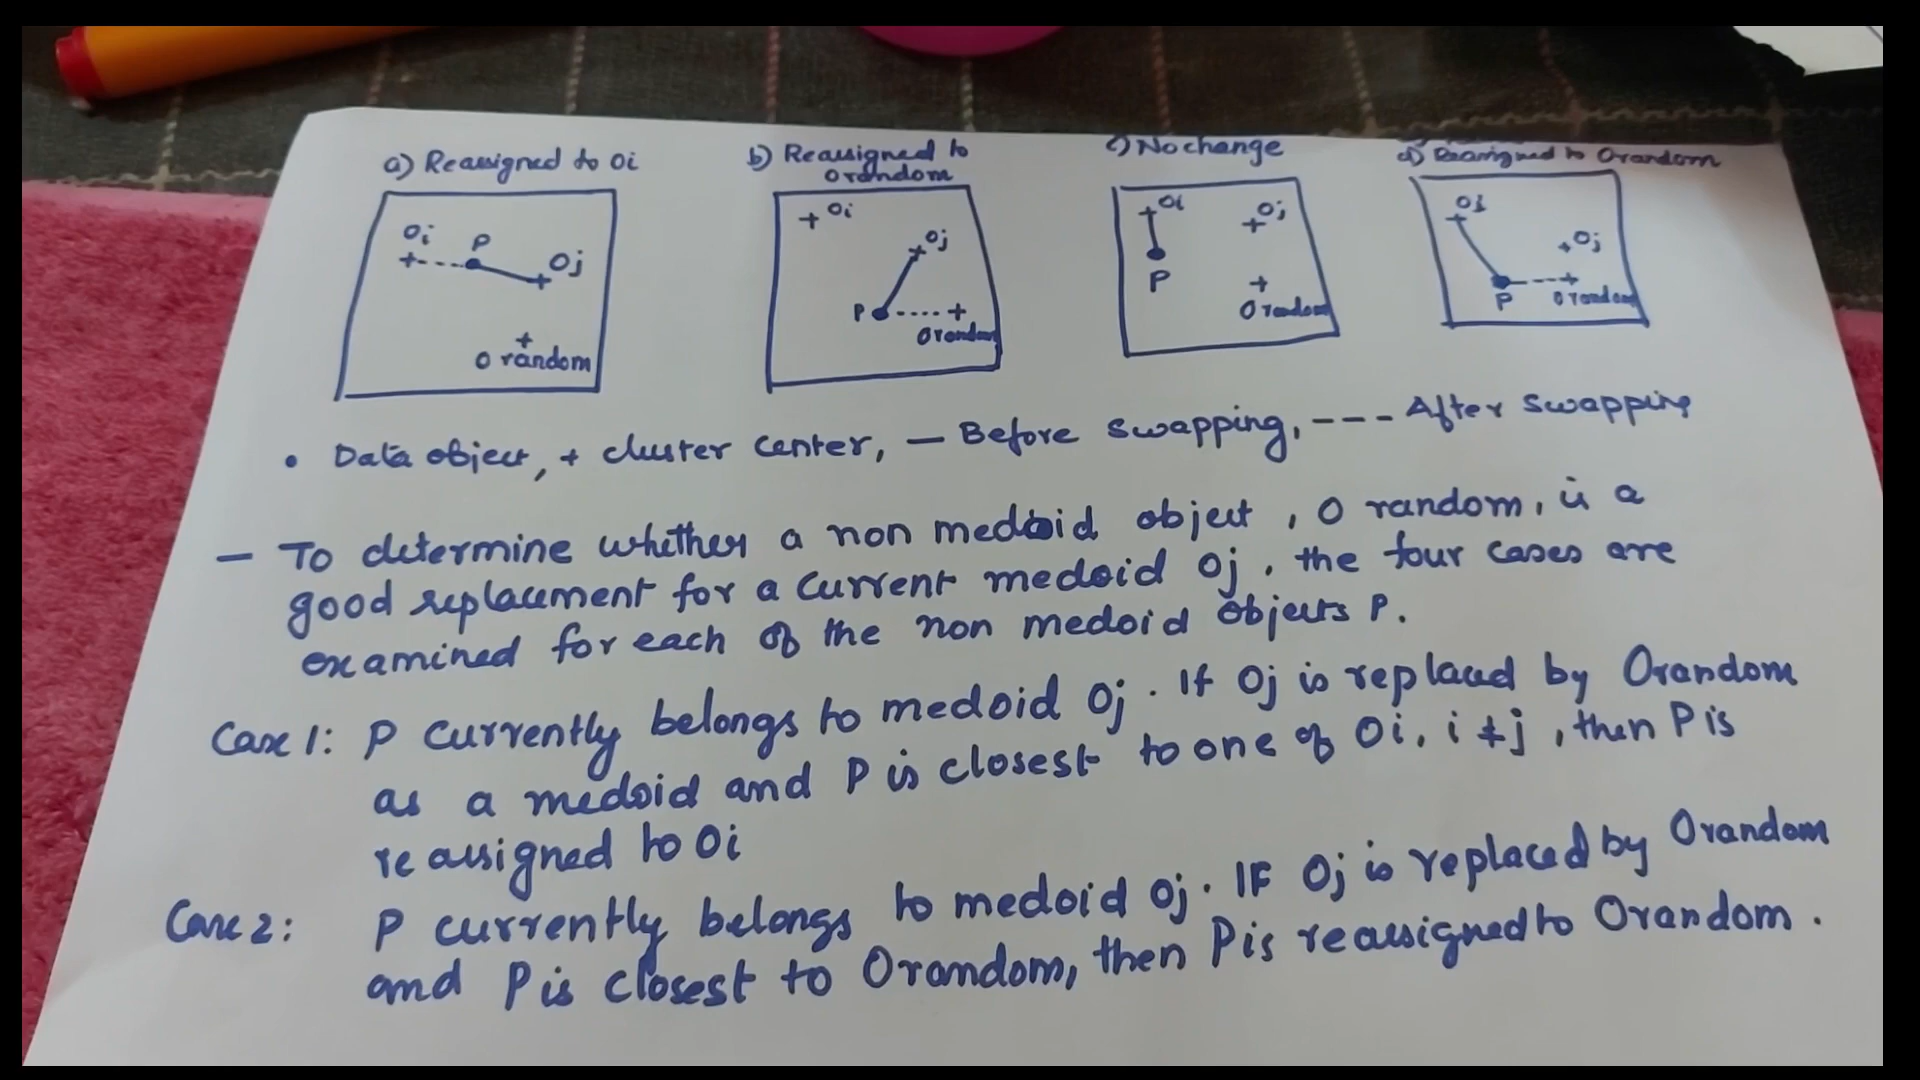 a) Reassigned to Oi
b) Reassigned to
Orandom
c) No change
d) Reassigned to Orandom
Oi
P
Oj
O random
Oi
Oj
P
O random
Oi
Oj
P
O random
Oi
Oj
P
O random
• Data object, + cluster center, — Before swapping, --- After swapping
— To determine whether a non medoid object, O random, is a
good replacement for a current medoid Oj, the four cases are
examined for each of the non medoid objects P.
Case 1: P currently belongs to medoid Oj. If Oj is replaced by Orandom
as a medoid and P is closest to one of Oi, i ≠ j, then P is
reassigned to Oi
Case 2: P currently belongs to medoid Oj. IF Oj is replaced by Orandom
and P is closest to Orandom, then P is reassigned to Orandom.